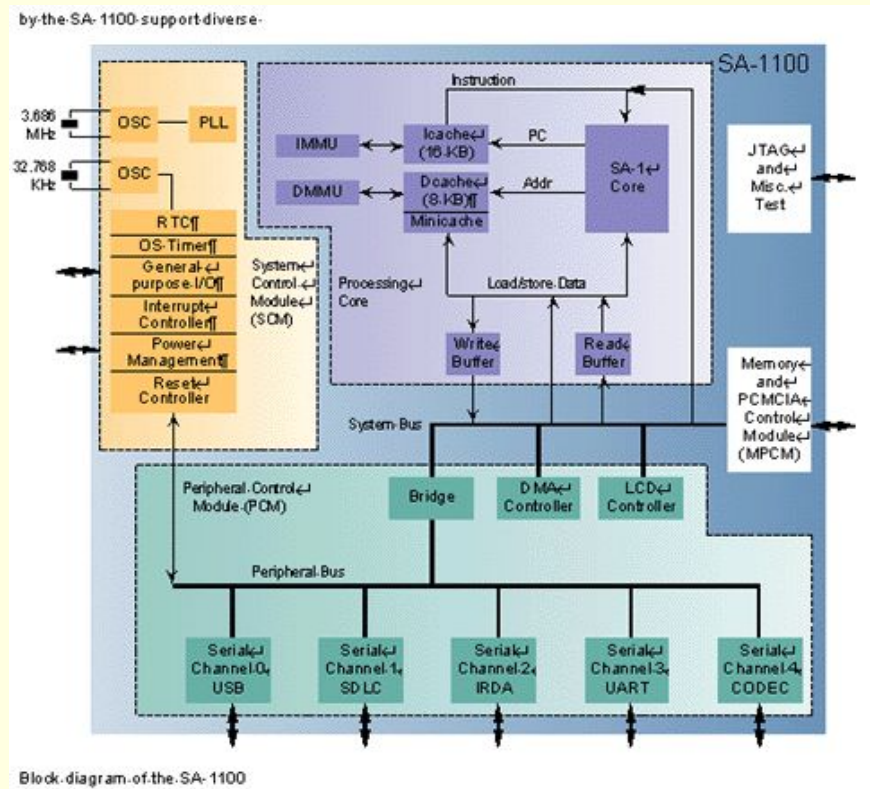 by·the·SA-1100·support·diverse·
SA-1100
3.686
MHz
OSC
PLL
32.768
KHz
OSC
RTC¶
OS·Timer¶
General·↵
purpose·I/O¶
Interrupt↵
Controller¶
Power↵
Management¶
Reset↵
Controller
System↵
Control·↵
Module↵
(SCM)
Instruction
IMMU
Icache↵
(16·KB)
PC
DMMU
Dcache↵
(8·KB)¶
Minicache
Addr
SA-1↵
Core
Processing↵
Core
Load/store·Data
Write↵
Buffer
Read↵
Buffer
JTAG↵
and↵
Misc.↵
Test
Memory↵
and↵
PCMCIA↵
Control↵
Module↵
(MPCM)
System·Bus
Peripheral·Control↵
Module·(PCM)
Bridge
DMA↵
Controller
LCD↵
Controller
Peripheral·Bus
Serial↵
Channel·0↵
USB
Serial↵
Channel·1↵
SDLC
Serial↵
Channel·2↵
IRDA
Serial↵
Channel·3↵
UART
Serial↵
Channel·4↵
CODEC
Block·diagram·of·the·SA-1100